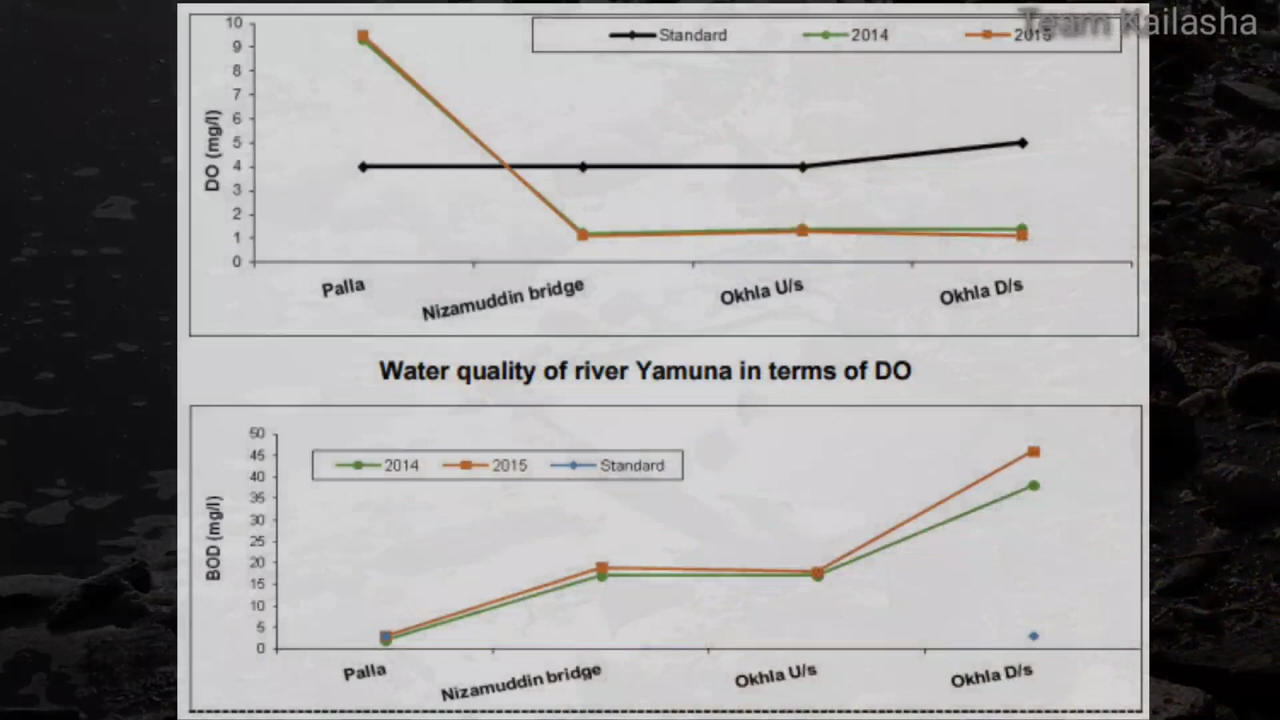 Team Kailasha
10
9
8
7
6
5
4
3
2
1
0
DO (mg/l)
Standard 2014 2015
Palla Nizamuddin bridge Okhla U/s Okhla D/s
Water quality of river Yamuna in terms of DO
50
45
40
35
30
25
20
15
10
5
0
BOD (mg/l)
2014 2015 Standard
Palla Nizamuddin bridge Okhla U/s Okhla D/s